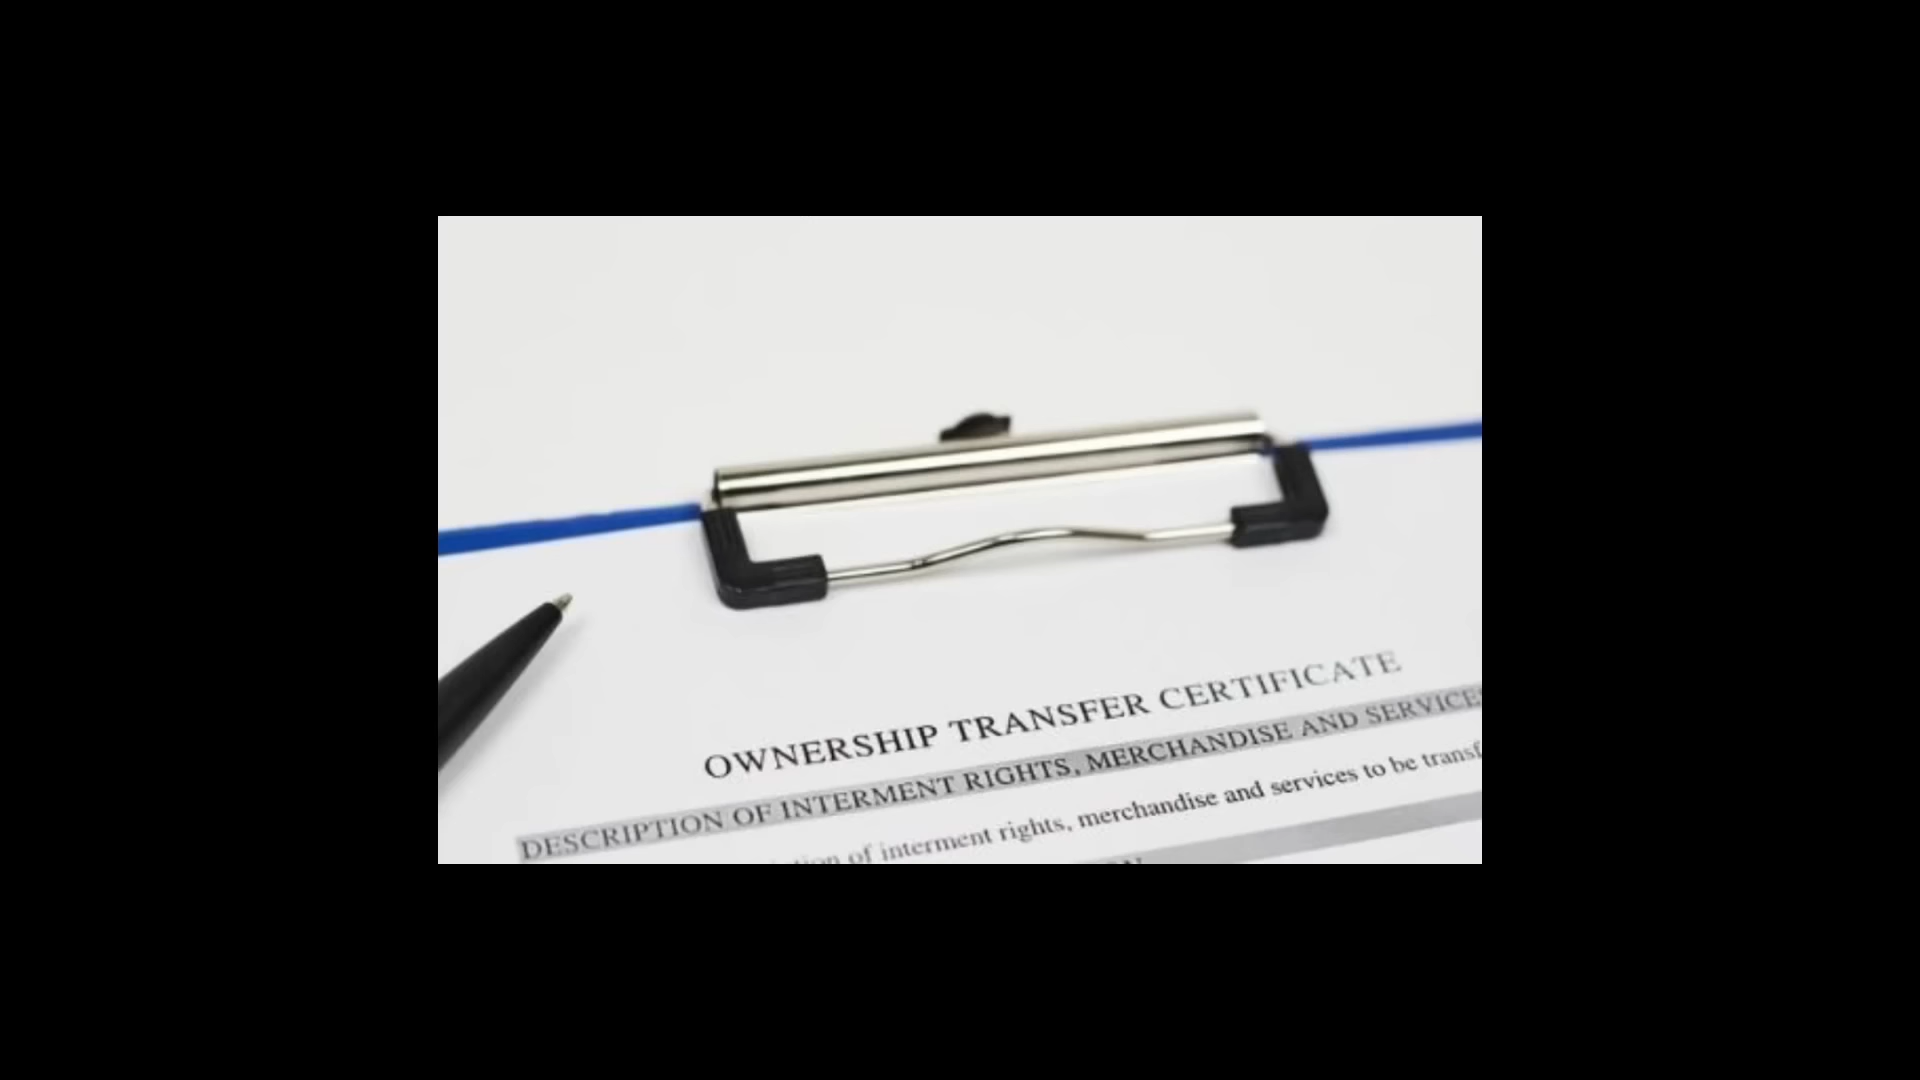 OWNERSHIP TRANSFER CERTIFICATE
DESCRIPTION OF INTERMENT RIGHTS, MERCHANDISE AND SERVICES
of interment rights, merchandise and services to be